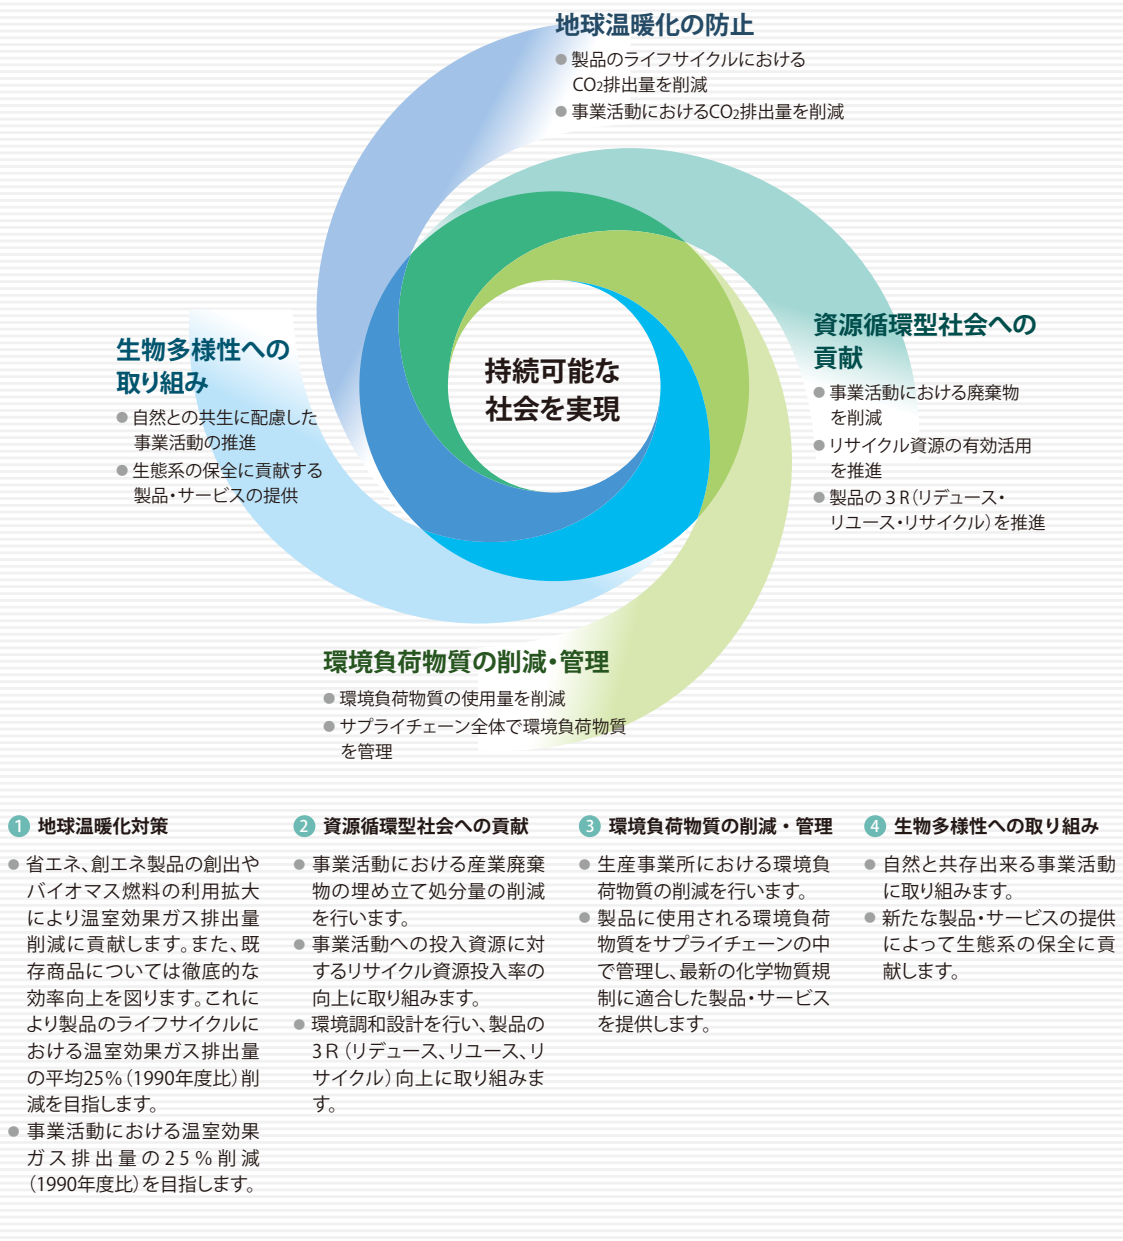 地球温暖化の防止
● 製品のライフサイクルにおける
CO₂排出量を削減
● 事業活動におけるCO₂排出量を削減
資源循環型社会への
貢献
● 事業活動における廃棄物
を削減
● リサイクル資源の有効活用
を推進
● 製品の3R(リデュース・
リユース・リサイクル)を推進
生物多様性への
取り組み
● 自然との共生に配慮した
事業活動の推進
● 生態系の保全に貢献する
製品・サービスの提供
持続可能な
社会を実現
環境負荷物質の削減・管理
● 環境負荷物質の使用量を削減
● サプライチェーン全体で環境負荷物質
を管理
1 地球温暖化対策
● 省エネ、創エネ製品の創出や
バイオマス燃料の利用拡大
により温室効果ガス排出量
削減に貢献します。また、既
存商品については徹底的な
効率向上を図ります。これに
より製品のライフサイクルに
おける温室効果ガス排出量
の平均25%(1990年度比)削
減を目指します。
● 事業活動における温室効果
ガス排出量の25%削減
(1990年度比)を目指します。
2 資源循環型社会への貢献
● 事業活動における産業廃棄
物の埋め立て処分量の削減
を行います。
● 事業活動への投入資源に対
するリサイクル資源投入率の
向上に取り組みます。
● 環境調和設計を行い、製品の
3R(リデュース、リユース、リ
サイクル)向上に取り組みま
す。
3 環境負荷物質の削減・管理
● 生産事業所における環境負
荷物質の削減を行います。
● 製品に使用される環境負荷
物質をサプライチェーンの中
で管理し、最新の化学物質規
制に適合した製品・サービス
を提供します。
4 生物多様性への取り組み
● 自然と共存出来る事業活動
に取り組みます。
● 新たな製品・サービスの提供
によって生態系の保全に貢
献します。